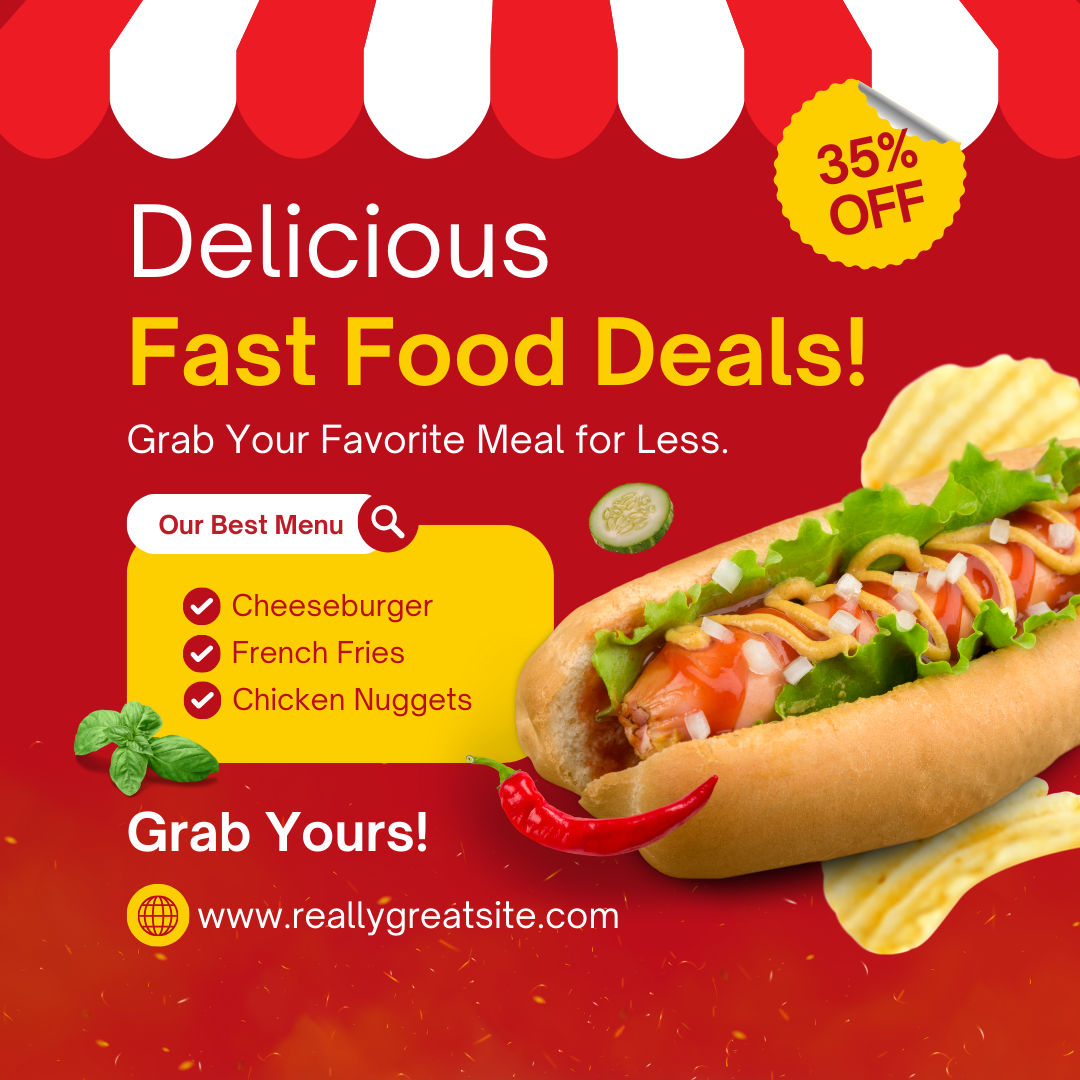 35%
OFF
Delicious
Fast Food Deals!
Grab Your Favorite Meal for Less.
Our Best Menu
Cheeseburger
French Fries
Chicken Nuggets
Grab Yours!
www.reallygreatsite.com